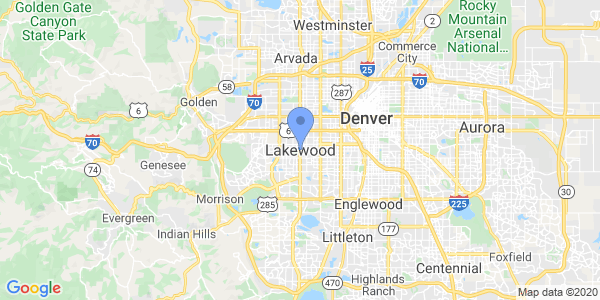 Golden Gate
Canyon
State Park
Westminster
Rocky
Mountain
Arsenal
National...
2
Commerce
City
Arvada
25
70
58
287
Golden
70
6
6
Denver
Aurora
70
Lakewood
Genesee
74
30
Morrison
285
Englewood
225
Evergreen
177
Indian Hills
Littleton
Foxfield
Centennial
470
Highlands
Ranch
Google
Map data ©2020